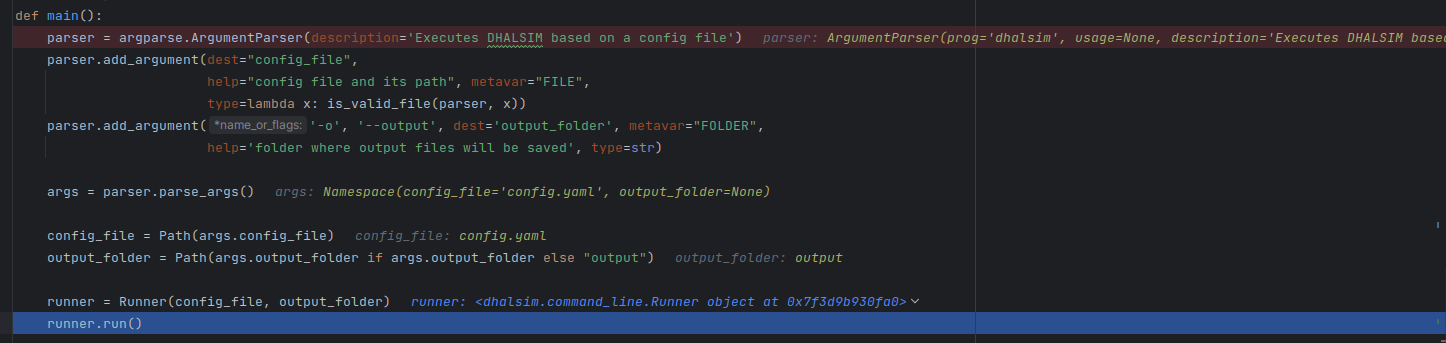 def main():
    parser = argparse.ArgumentParser(description='Executes DHALSIM based on a config file')   parser: ArgumentParser(prog='dhalsim', usage=None, description='Executes DHALSIM based
    parser.add_argument(dest="config_file",
                        help="config file and its path", metavar="FILE",
                        type=lambda x: is_valid_file(parser, x))
    parser.add_argument( *name_or_flags: '-o', '--output', dest='output_folder', metavar="FOLDER",
                        help='folder where output files will be saved', type=str)
    args = parser.parse_args()   args: Namespace(config_file='config.yaml', output_folder=None)
    config_file = Path(args.config_file)   config_file: config.yaml
    output_folder = Path(args.output_folder if args.output_folder else "output")   output_folder: output
    runner = Runner(config_file, output_folder)   runner: <dhalsim.command_line.Runner object at 0x7f3d9b930fa0>
    runner.run()